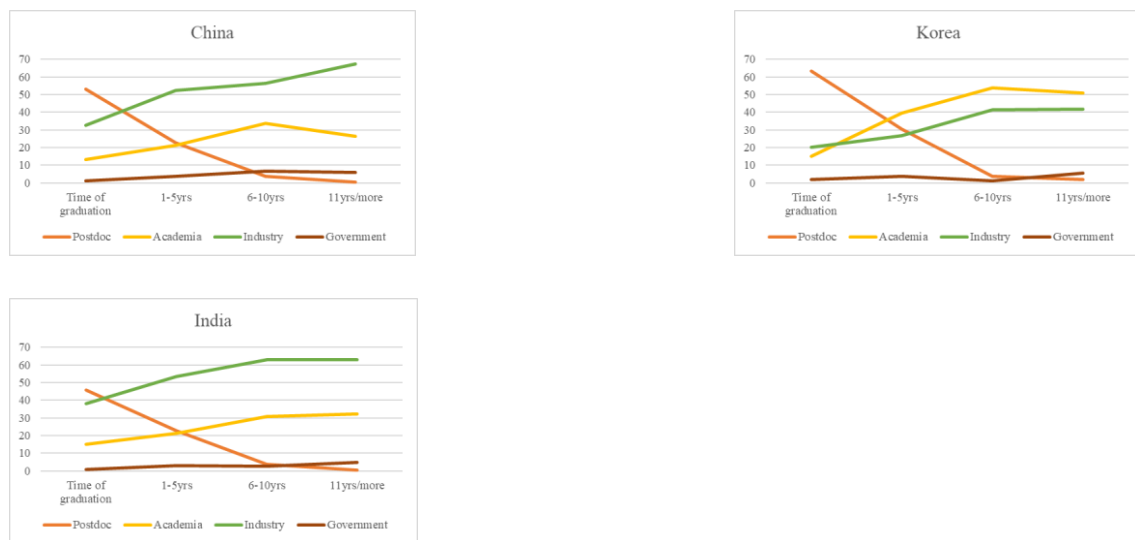 China
70
60
50
40
30
20
10
0
Time of graduation 1-5yrs 6-10yrs 11yrs/more
Postdoc Academia Industry Government
Korea
70
60
50
40
30
20
10
0
Time of graduation 1-5yrs 6-10yrs 11yrs/more
Postdoc Academia Industry Government
India
70
60
50
40
30
20
10
0
Time of graduation 1-5yrs 6-10yrs 11yrs/more
Postdoc Academia Industry Government